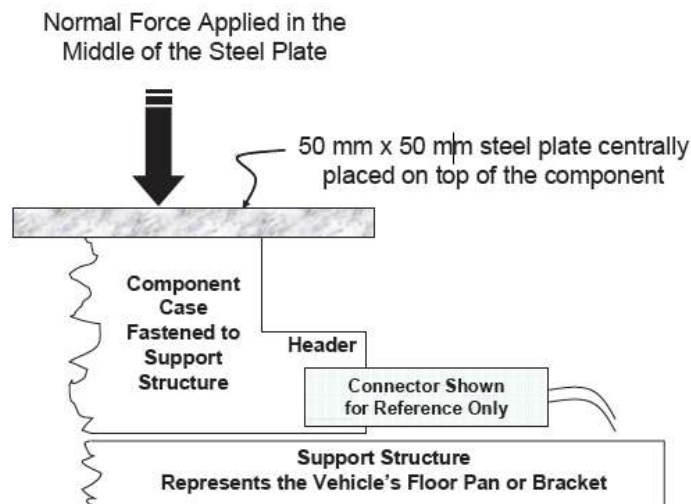 Normal Force Applied in the
Middle of the Steel Plate
50 mm x 50 mm steel plate centrally
placed on top of the component
Component
Case
Fastened to
Support
Structure
Header
Connector Shown
for Reference Only
Support Structure
Represents the Vehicle's Floor Pan or Bracket